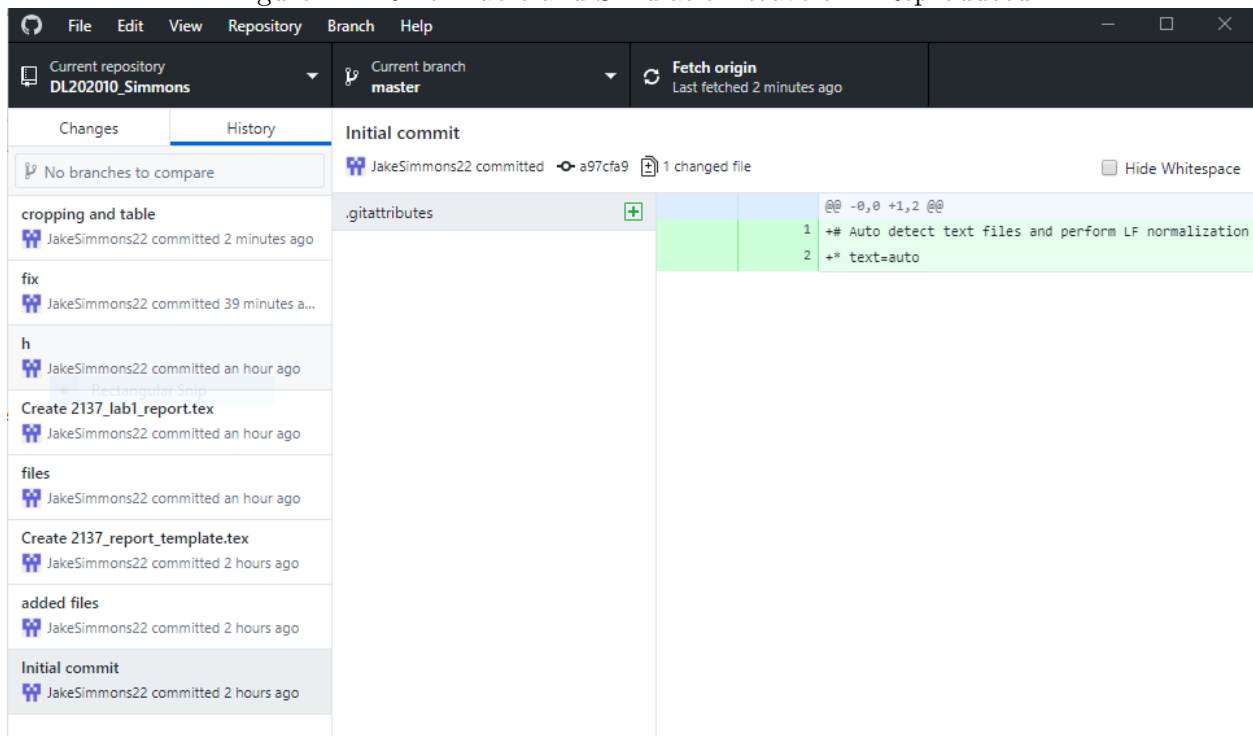 File Edit View Repository Branch Help
Current repository
DL202010_Simmons
Current branch
master
Fetch origin
Last fetched 2 minutes ago
Changes History
No branches to compare
cropping and table
JakeSimmons22 committed 2 minutes ago
fix
JakeSimmons22 committed 39 minutes a...
h
JakeSimmons22 committed an hour ago
Rectangular Snip
Create 2137_lab1_report.tex
JakeSimmons22 committed an hour ago
files
JakeSimmons22 committed an hour ago
Create 2137_report_template.tex
JakeSimmons22 committed 2 hours ago
added files
JakeSimmons22 committed 2 hours ago
Initial commit
JakeSimmons22 committed 2 hours ago
Initial commit
JakeSimmons22 committed a97cfa9 1 changed file
Hide Whitespace
.gitattributes
@@ -0,0 +1,2 @@
1 +# Auto detect text files and perform LF normalization
2 +* text=auto